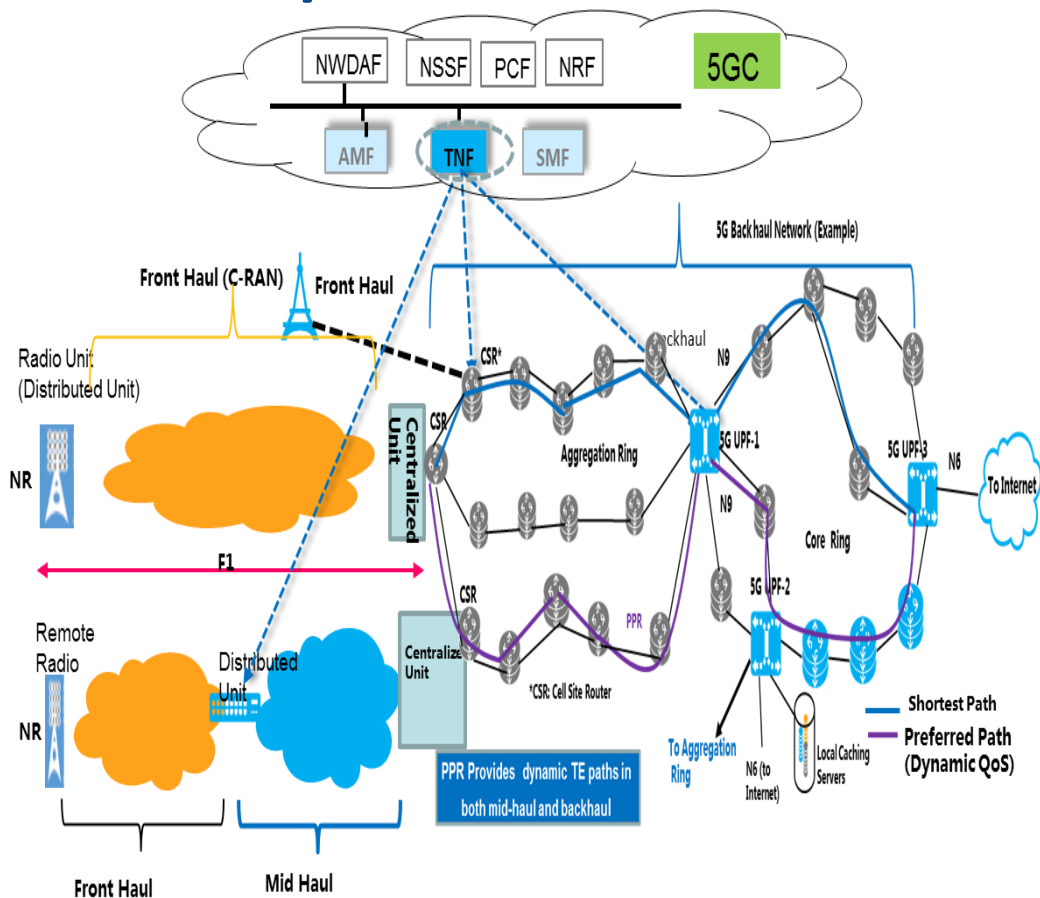 NWDAF
NSSF
PCF
NRF
5GC
AMF
TNF
SMF
5G Backhaul Network (Example)
Front Haul (C-RAN)
Front Haul
Radio Unit
(Distributed Unit)
NR
CSR*
CSR
Centralized
Unit
Aggregation Ring
N9
5G UPF-1
N9
5G UPF-3
N6
To Internet
Core Ring
F1
CSR
5G UPF-2
PPR
Remote
Radio
NR
Distributed
Unit
Centralize
Unit
*CSR: Cell Site Router
Shortest Path
Preferred Path
(Dynamic QoS)
To Aggregation
Ring
N6 (to
Internet)
Local Caching
Servers
PPR Provides dynamic TE paths in
both mid-haul and backhaul
Front Haul
Mid Haul